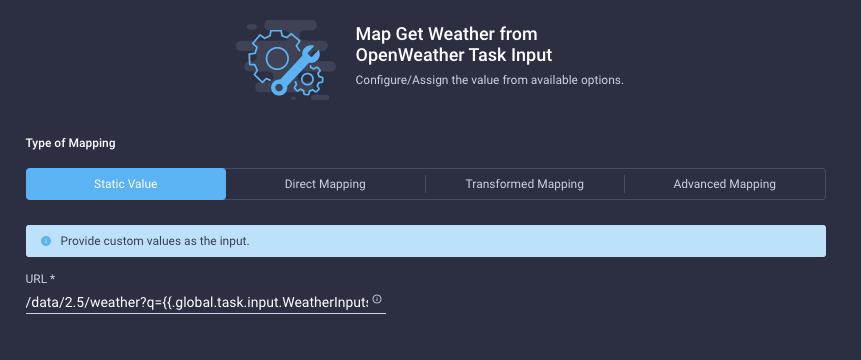 Map Get Weather from
OpenWeather Task Input
Configure/Assign the value from available options.
Type of Mapping
Static Value
Direct Mapping
Transformed Mapping
Advanced Mapping
Provide custom values as the input.
URL *
/data/2.5/weather?q={{.global.task.input.WeatherInput